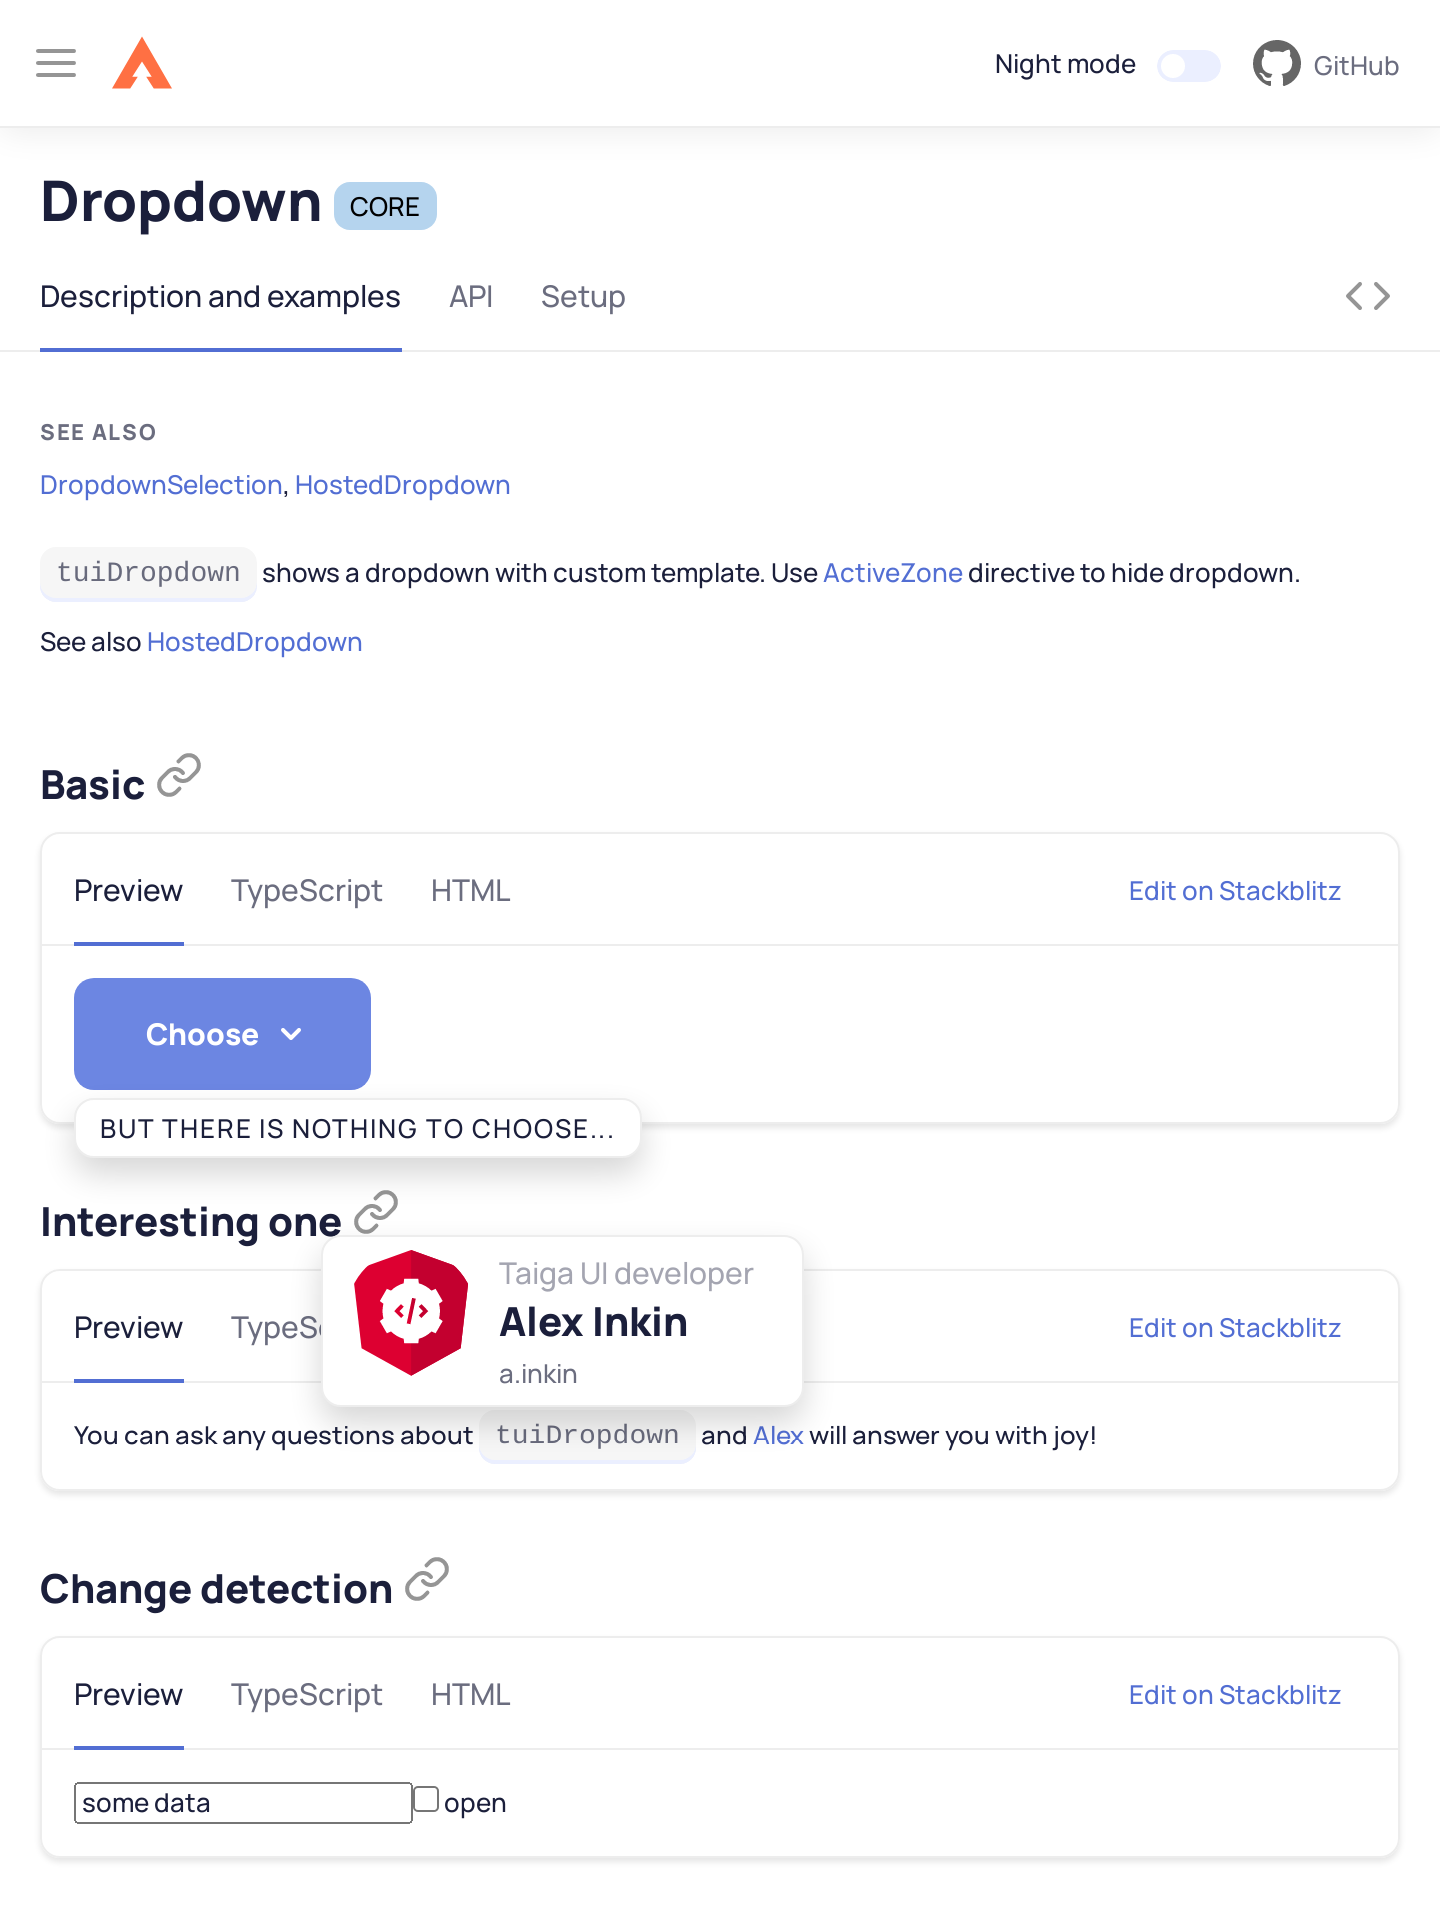 Night mode GitHub
Dropdown CORE
Description and examples API Setup
SEE ALSO
DropdownSelection, HostedDropdown
tuiDropdown shows a dropdown with custom template. Use ActiveZone directive to hide dropdown.
See also HostedDropdown
Basic
Preview TypeScript HTML Edit on Stackblitz
Choose
BUT THERE IS NOTHING TO CHOOSE...
Interesting one
Taiga UI developer
Alex Inkin
a.inkin
Preview Edit on Stackblitz
You can ask any questions about tuiDropdown and Alex will answer you with joy!
Change detection
Preview TypeScript HTML Edit on Stackblitz
some data open